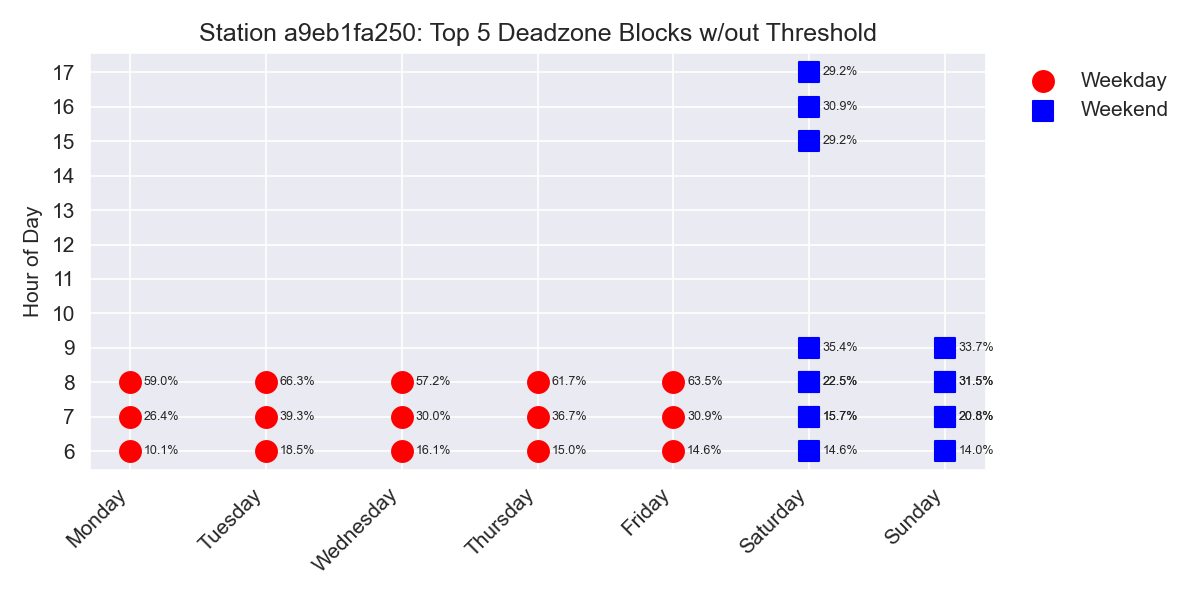 Station a9eb1fa250: Top 5 Deadzone Blocks w/out Threshold
Weekday
Weekend
Hour of Day
17 29.2%
16 30.9%
15 29.2%
14
13
12
11
10
9 35.4% 33.7%
8 59.0% 66.3% 57.2% 61.7% 63.5% 22.5% 31.5%
7 26.4% 39.3% 30.0% 36.7% 30.9% 15.7% 20.8%
6 10.1% 18.5% 16.1% 15.0% 14.6% 14.6% 14.0%
Monday Tuesday Wednesday Thursday Friday Saturday Sunday